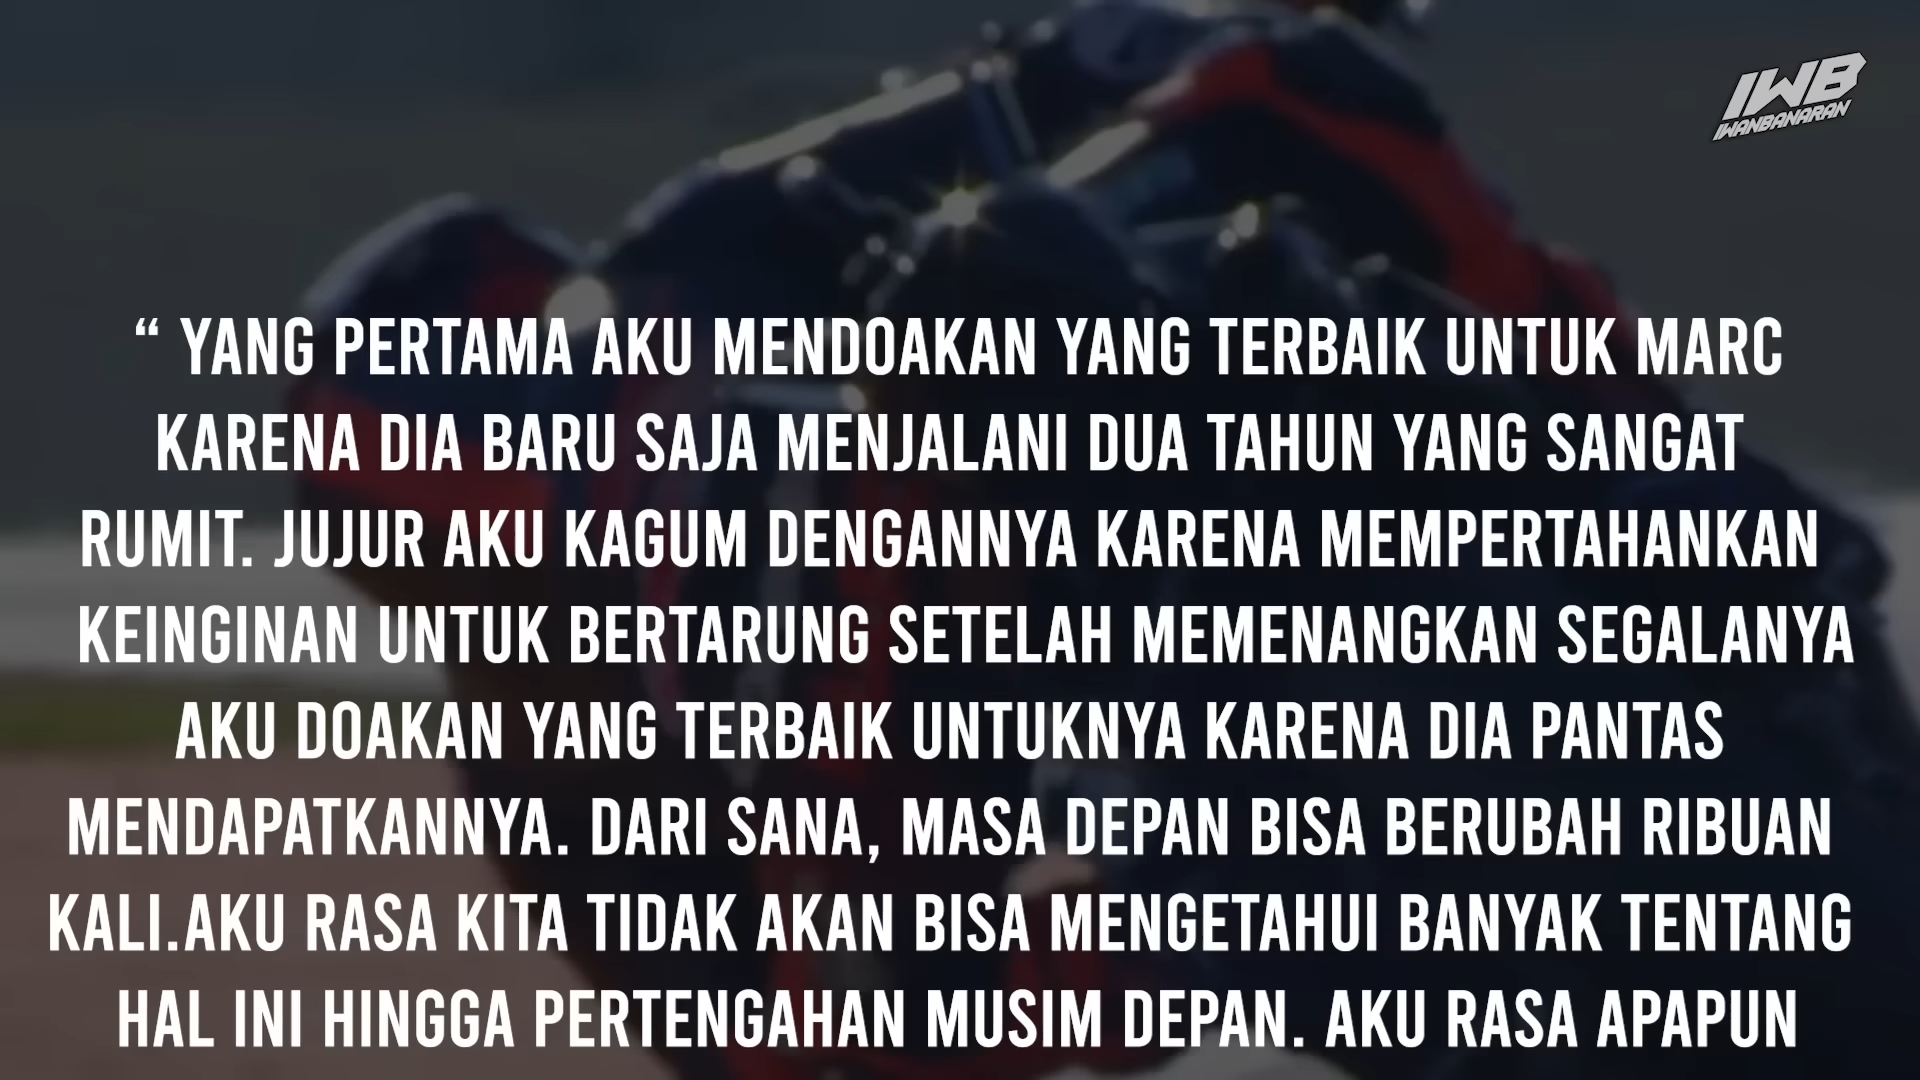 IWB
IWANBANARAN
“ YANG PERTAMA AKU MENDOAKAN YANG TERBAIK UNTUK MARC
KARENA DIA BARU SAJA MENJALANI DUA TAHUN YANG SANGAT
RUMIT. JUJUR AKU KAGUM DENGANNYA KARENA MEMPERTAHANKAN
KEINGINAN UNTUK BERTARUNG SETELAH MEMENANGKAN SEGALANYA
AKU DOAKAN YANG TERBAIK UNTUKNYA KARENA DIA PANTAS
MENDAPATKANNYA. DARI SANA, MASA DEPAN BISA BERUBAH RIBUAN
KALI.AKU RASA KITA TIDAK AKAN BISA MENGETAHUI BANYAK TENTANG
HAL INI HINGGA PERTENGAHAN MUSIM DEPAN. AKU RASA APAPUN